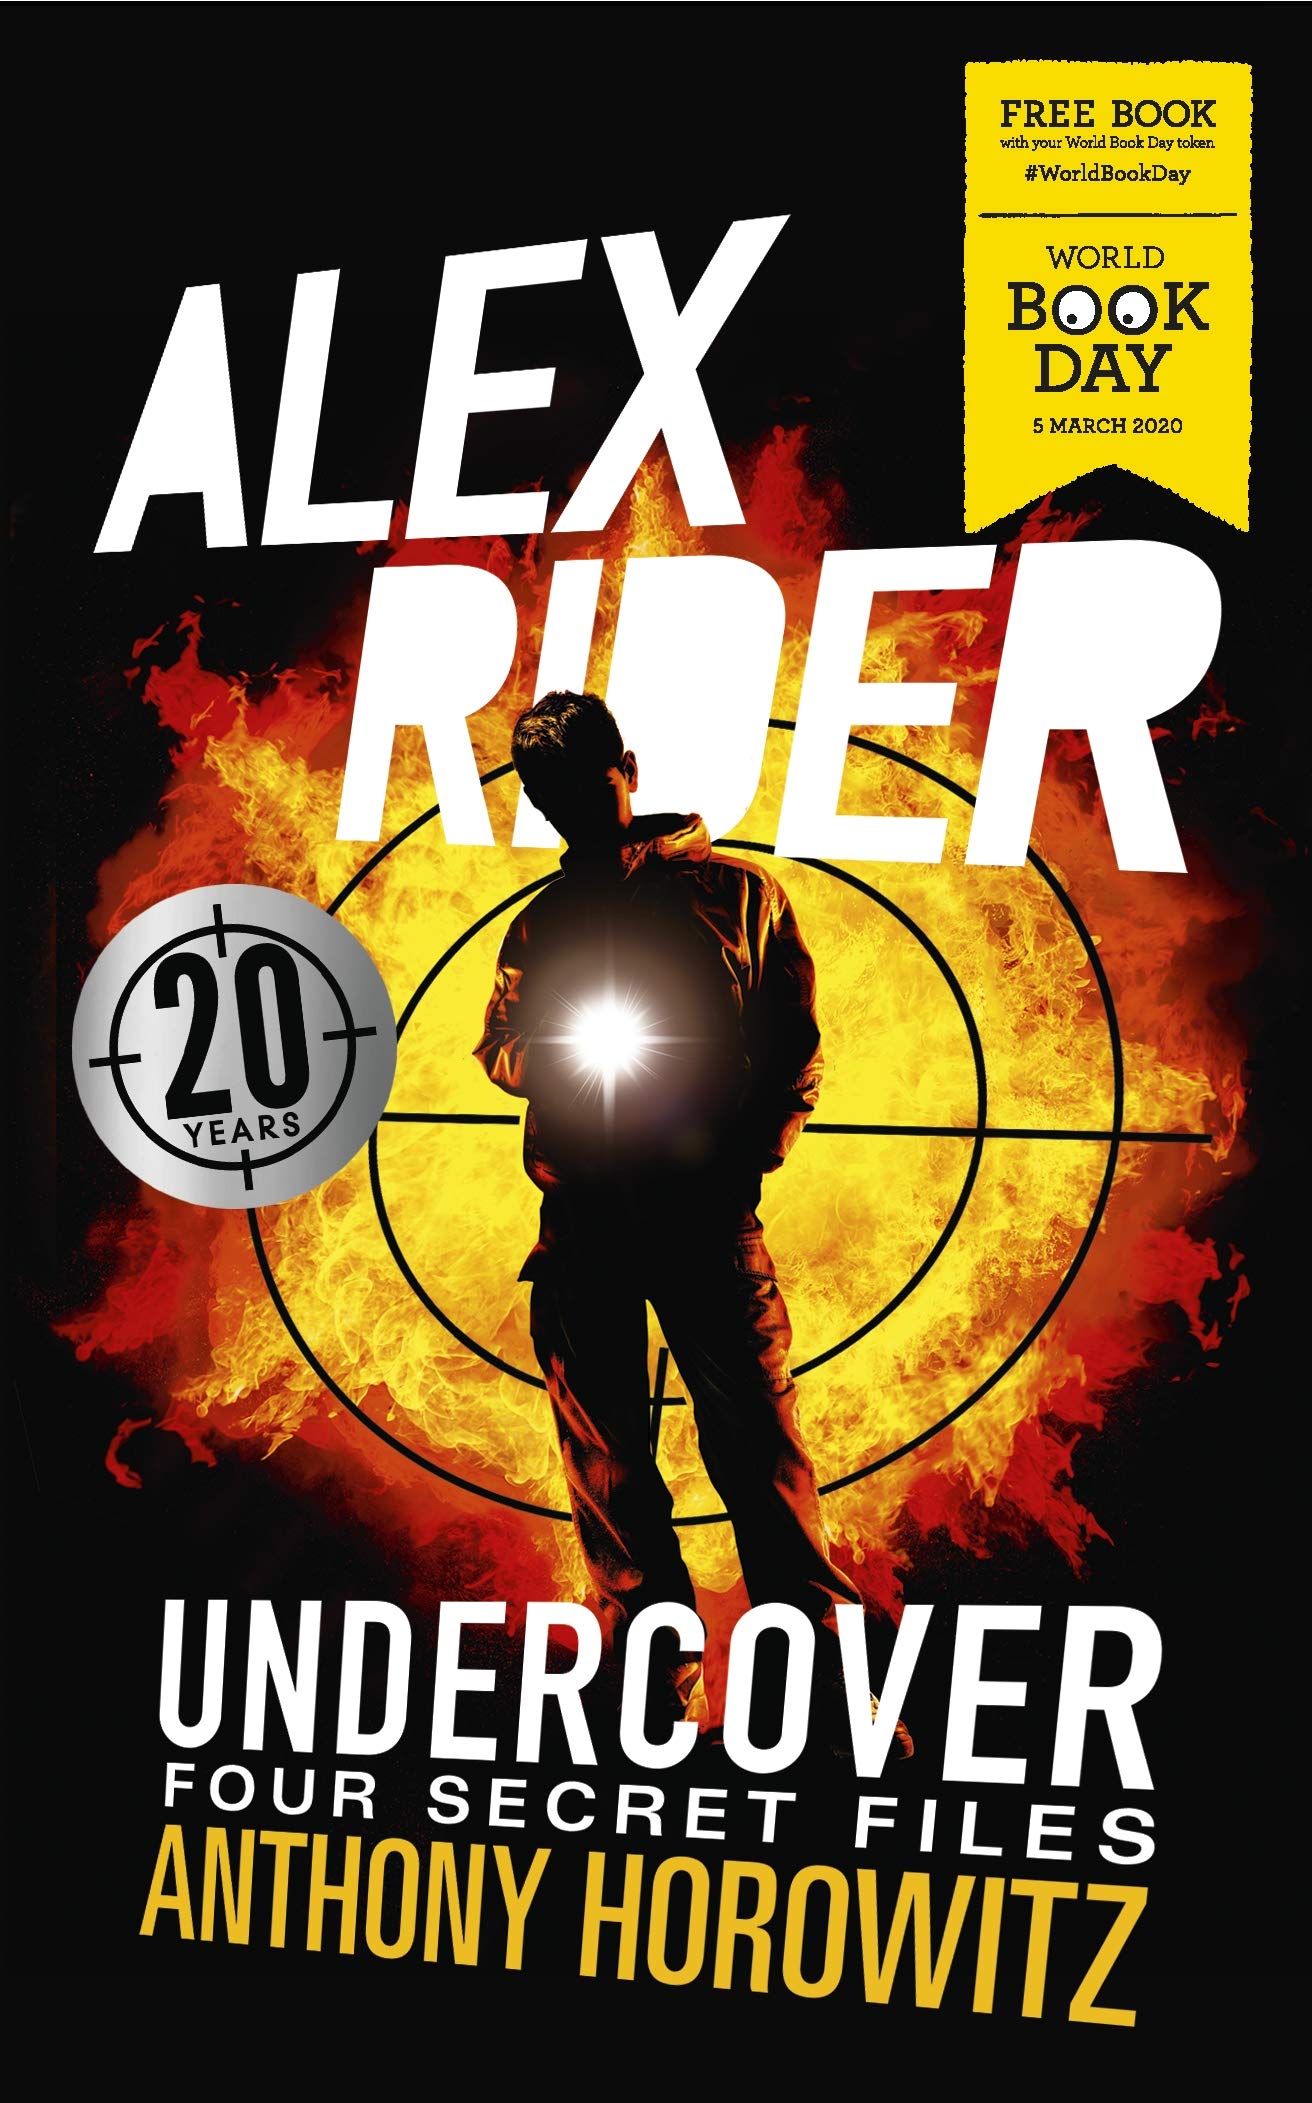 FREE BOOK
with your World Book Day token
#WorldBookDay
WORLD
BOOK
DAY
5 MARCH 2020
ALEX
RIDER
20
YEARS
UNDERCOVER
FOUR SECRET FILES
ANTHONY HOROWITZ